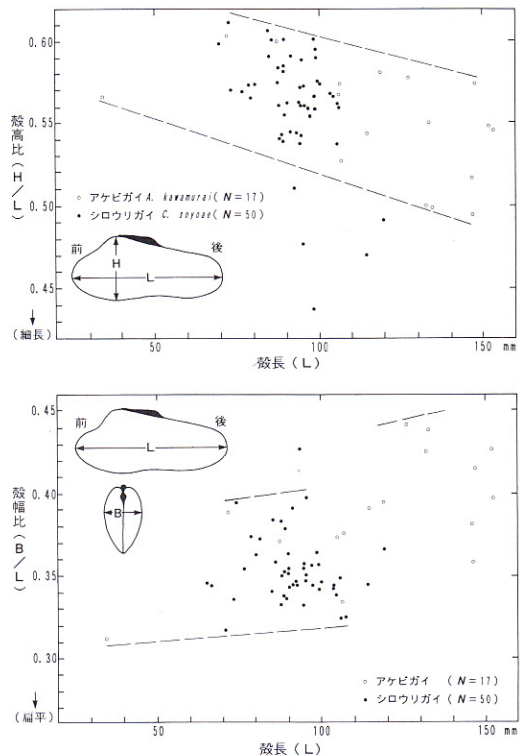 0.60
0.55
0.50
0.45
殻高比(H/L)
↓
(細長)
○ アケビガイ A. kawamurai (N=17)
● シロウリガイ C. soyoae (N=50)
前
H
後
L
50
100
150 mm
殻長(L)
0.45
0.40
0.35
0.30
殻幅比(B/L)
↓
(扁平)
前
後
L
B
○ アケビガイ (N=17)
● シロウリガイ (N=50)
50
100
150 mm
殻長(L)